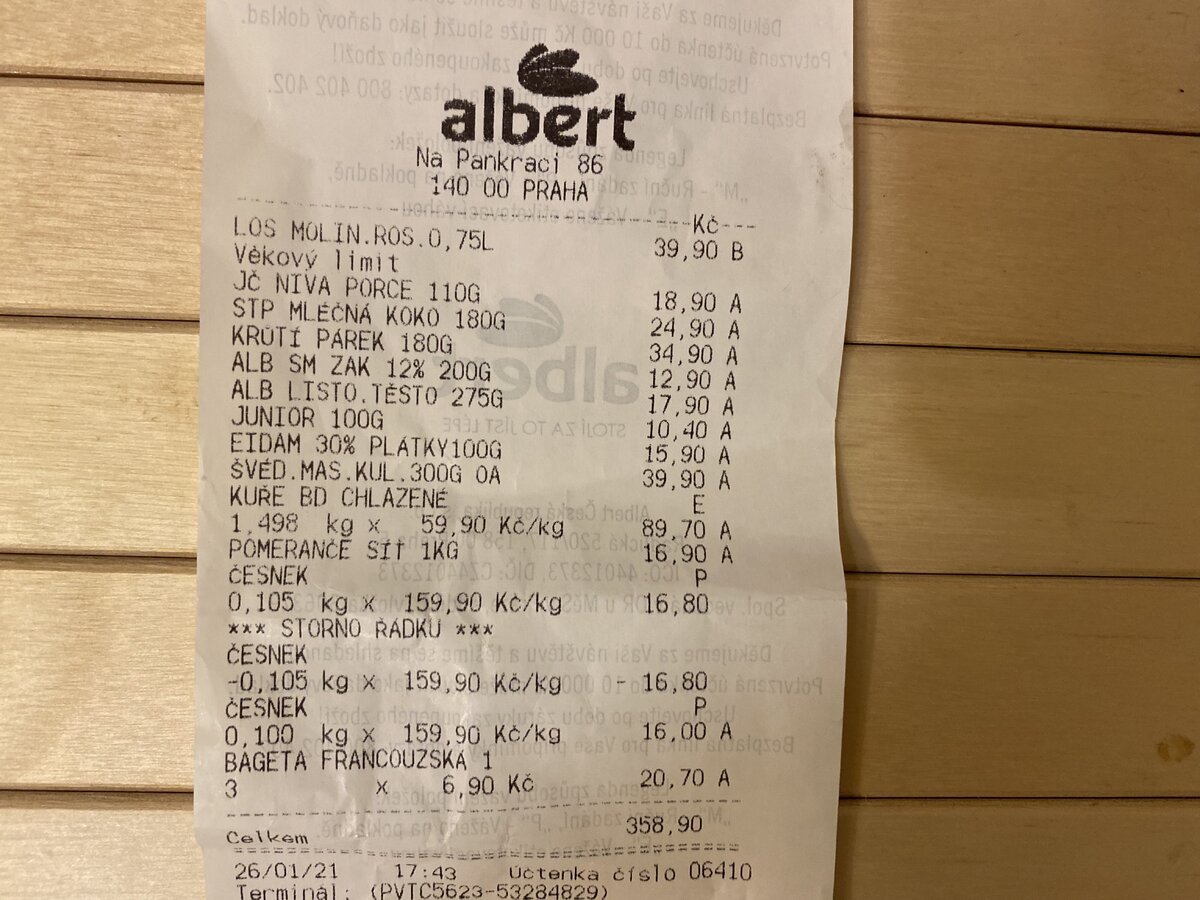 albert
Na Pankraci 86
140 00 PRAHA
---Kč---
LOS MOLIN.ROS.0,75L 39,90 B
Věkový limit
JČ NIVA PORCE 110G 18,90 A
STP MLÉČNÁ KOKO 180G 24,90 A
KRŮTÍ PÁREK 180G 34,90 A
ALB SM ZAK 12% 200G 12,90 A
ALB LISTO.TĚSTO 275G 17,90 A
JUNIOR 100G 10,40 A
EIDAM 30% PLÁTKY100G 15,90 A
ŠVÉD.MAS.KUL.300G OA 39,90 A
KUŘE BD CHLAZENÉ E
1,498 kg x 59,90 Kč/kg 89,70 A
POMERANČE SÍŤ 1KG 16,90 A
ČESNEK P
0,105 kg x 159,90 Kč/kg 16,80
*** STORNO ŘÁDKU ***
ČESNEK
-0,105 kg x 159,90 Kč/kg - 16,80
ČESNEK P
0,100 kg x 159,90 Kč/kg 16,00 A
BAGETA FRANCOUZSKÁ 1
3 x 6,90 Kč 20,70 A
Celkem 358,90
26/01/21 17:43 Účtenka číslo 06410
Terminál: (PVTC5623-53284829)